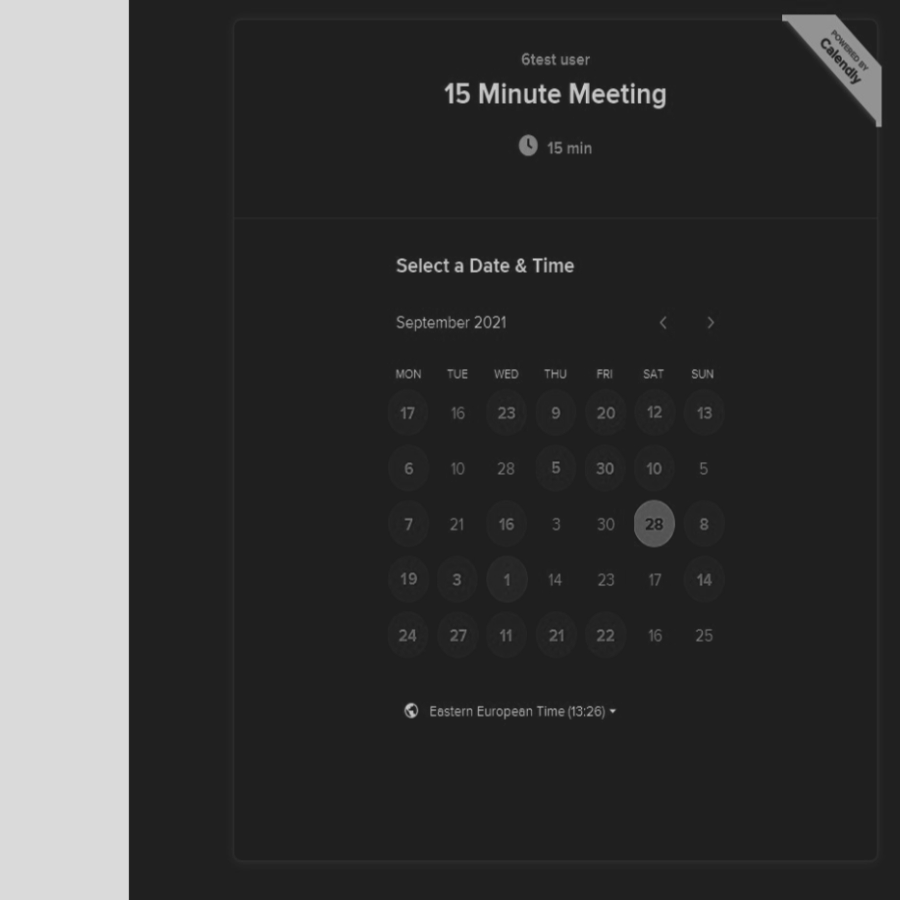 POWERED BY
Calendly
6test user
15 Minute Meeting
15 min
Select a Date & Time
September 2021
MON TUE WED THU FRI SAT SUN
17 16 23 9 20 12 13
6 10 28 5 30 10 5
7 21 16 3 30 28 8
19 3 1 14 23 17 14
24 27 11 21 22 16 25
Eastern European Time (13:26)